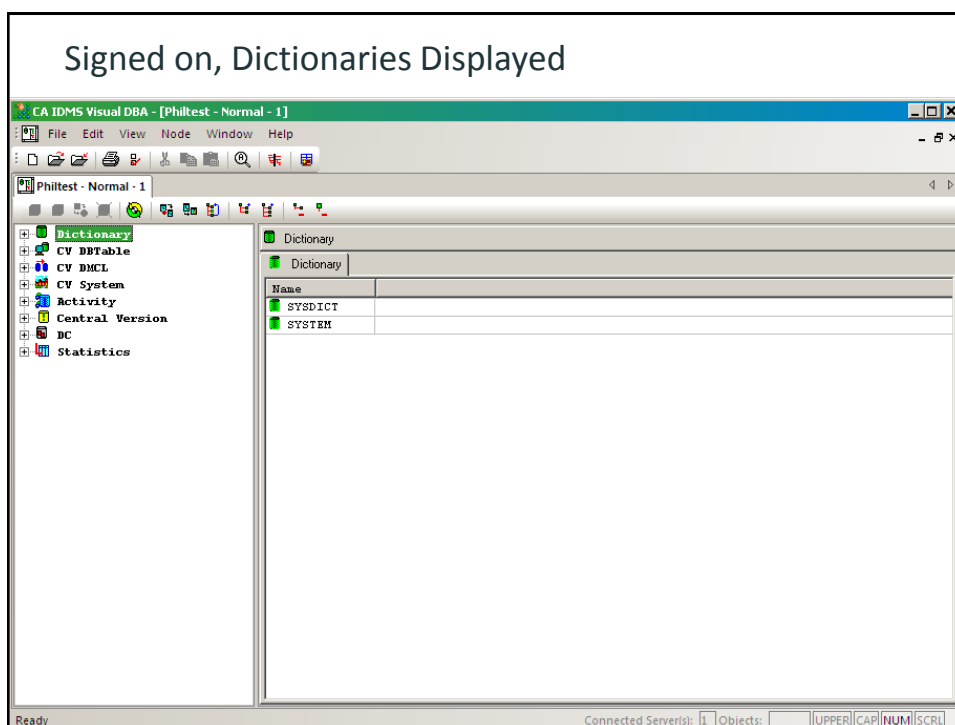 Signed on, Dictionaries Displayed
CA IDMS Visual DBA - [Philtest - Normal - 1]
File Edit View Node Window Help
Philtest - Normal - 1
Dictionary
CV DBTable
CV DMCL
CV System
Activity
Central Version
DC
Statistics
Dictionary
Dictionary
Name
SYSDICT
SYSTEM
Ready Connected Server(s): 1 Objects: UPPER CAP NUM SCRL